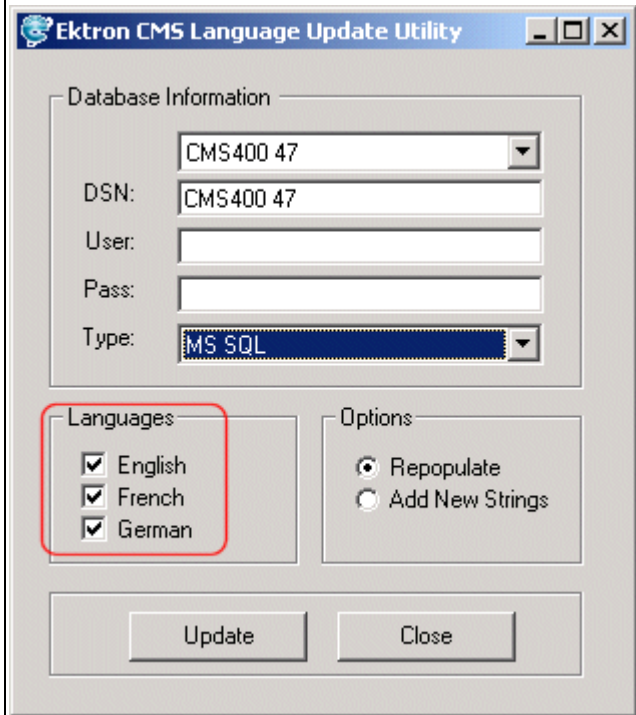 Ektron CMS Language Update Utility
Database Information
CMS400 47
DSN: CMS400 47
User:
Pass:
Type: MS SQL
Languages
English
French
German
Options
Repopulate
Add New Strings
Update
Close